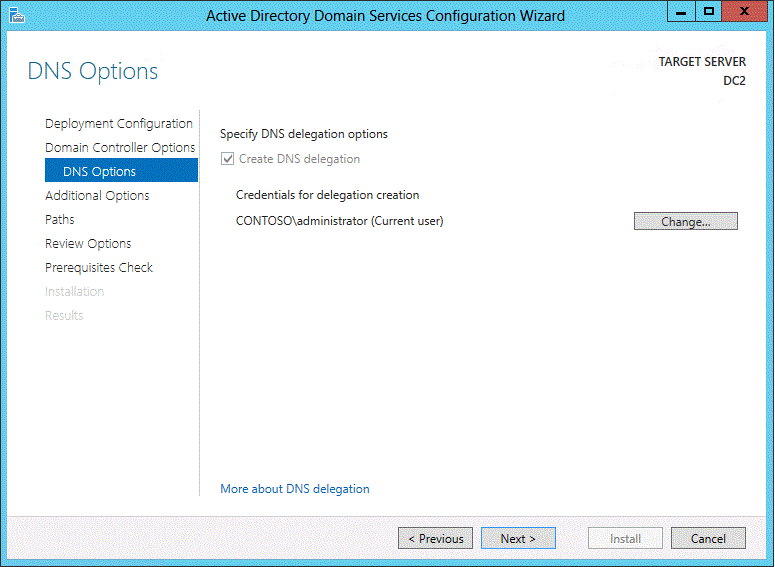 Active Directory Domain Services Configuration Wizard
DNS Options
TARGET SERVER
DC2
Deployment Configuration
Domain Controller Options
DNS Options
Additional Options
Paths
Review Options
Prerequisites Check
Installation
Results
Specify DNS delegation options
Create DNS delegation
Credentials for delegation creation
CONTOSO\administrator (Current user)
Change...
More about DNS delegation
< Previous
Next >
Install
Cancel